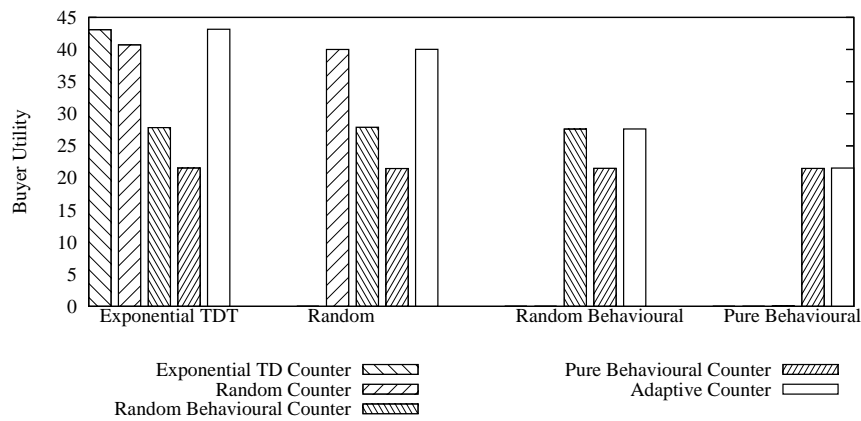 45
40
35
30
25
20
15
10
5
0
Buyer Utility
Exponential TDT Random Random Behavioural Pure Behavioural
Exponential TD Counter
Random Counter
Random Behavioural Counter
Pure Behavioural Counter
Adaptive Counter